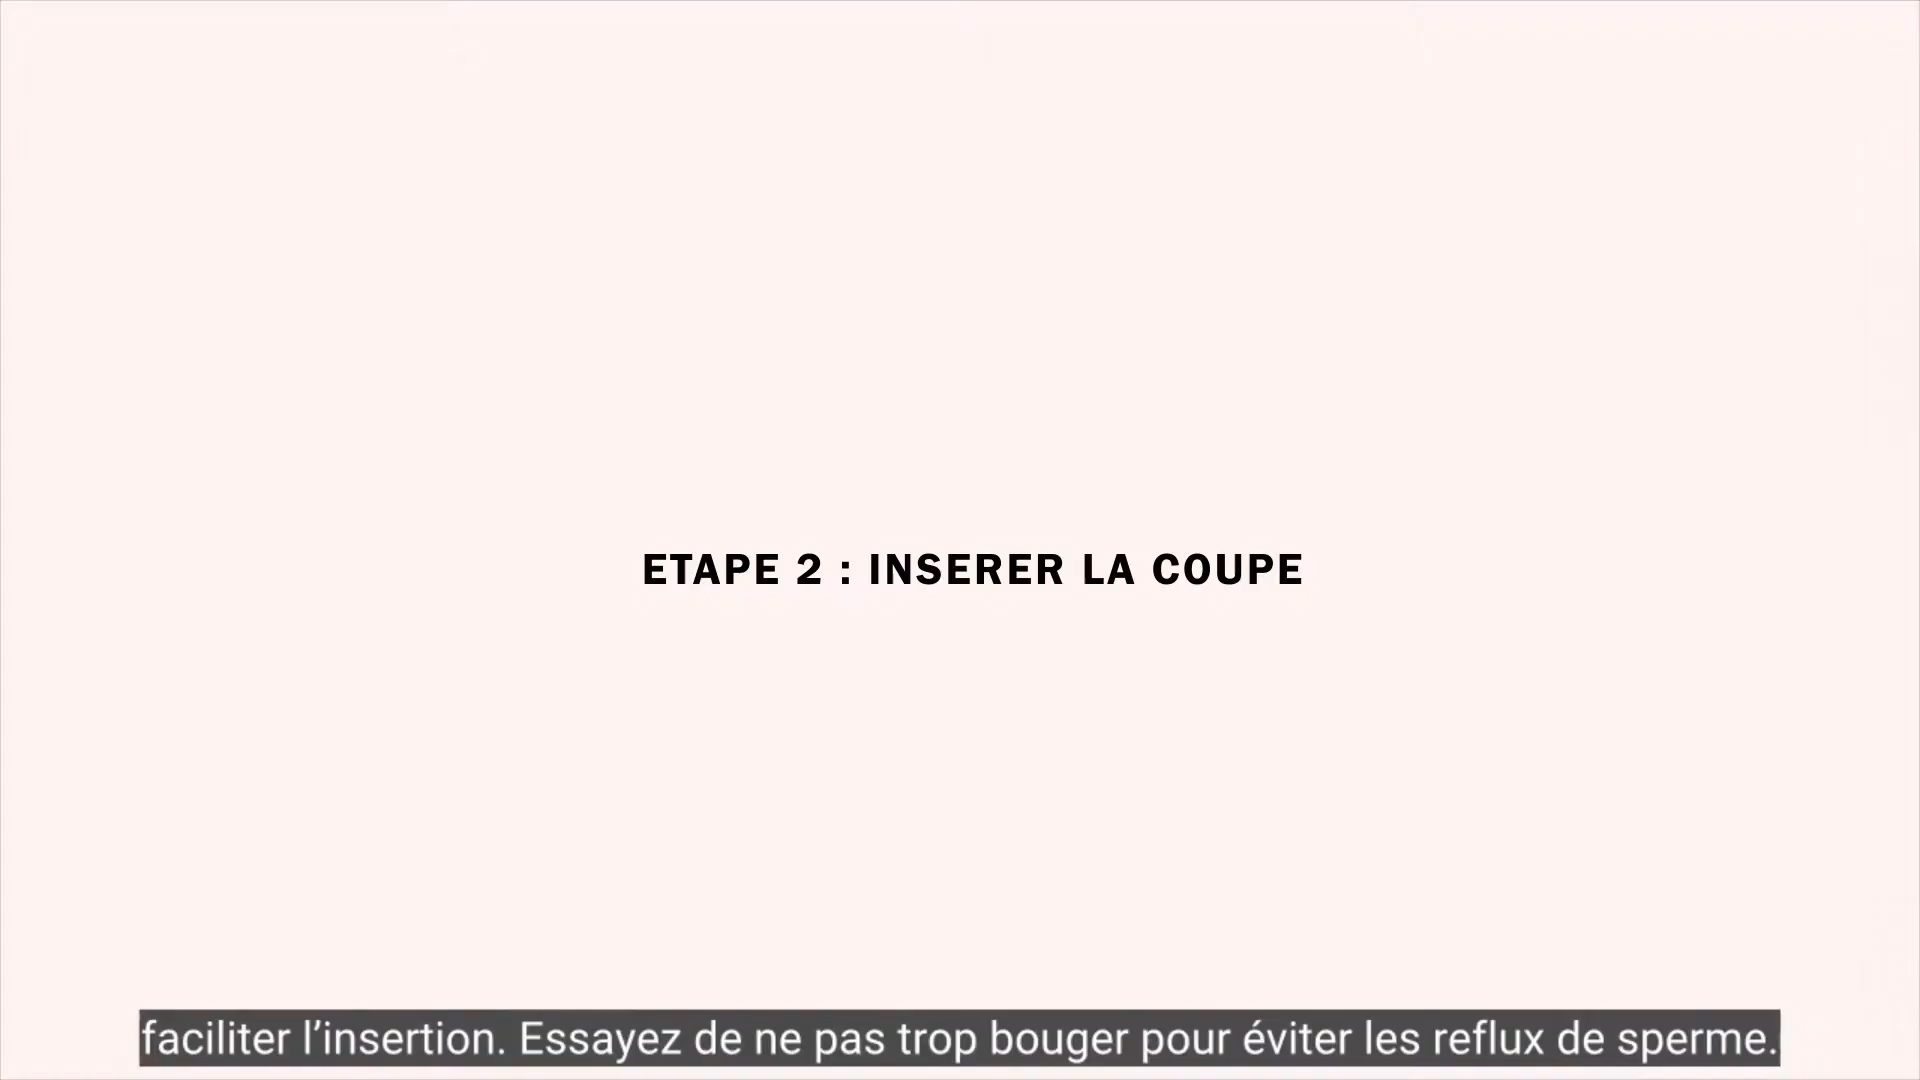 ETAPE 2 : INSERER LA COUPE
faciliter l’insertion. Essayez de ne pas trop bouger pour éviter les reflux de sperme.